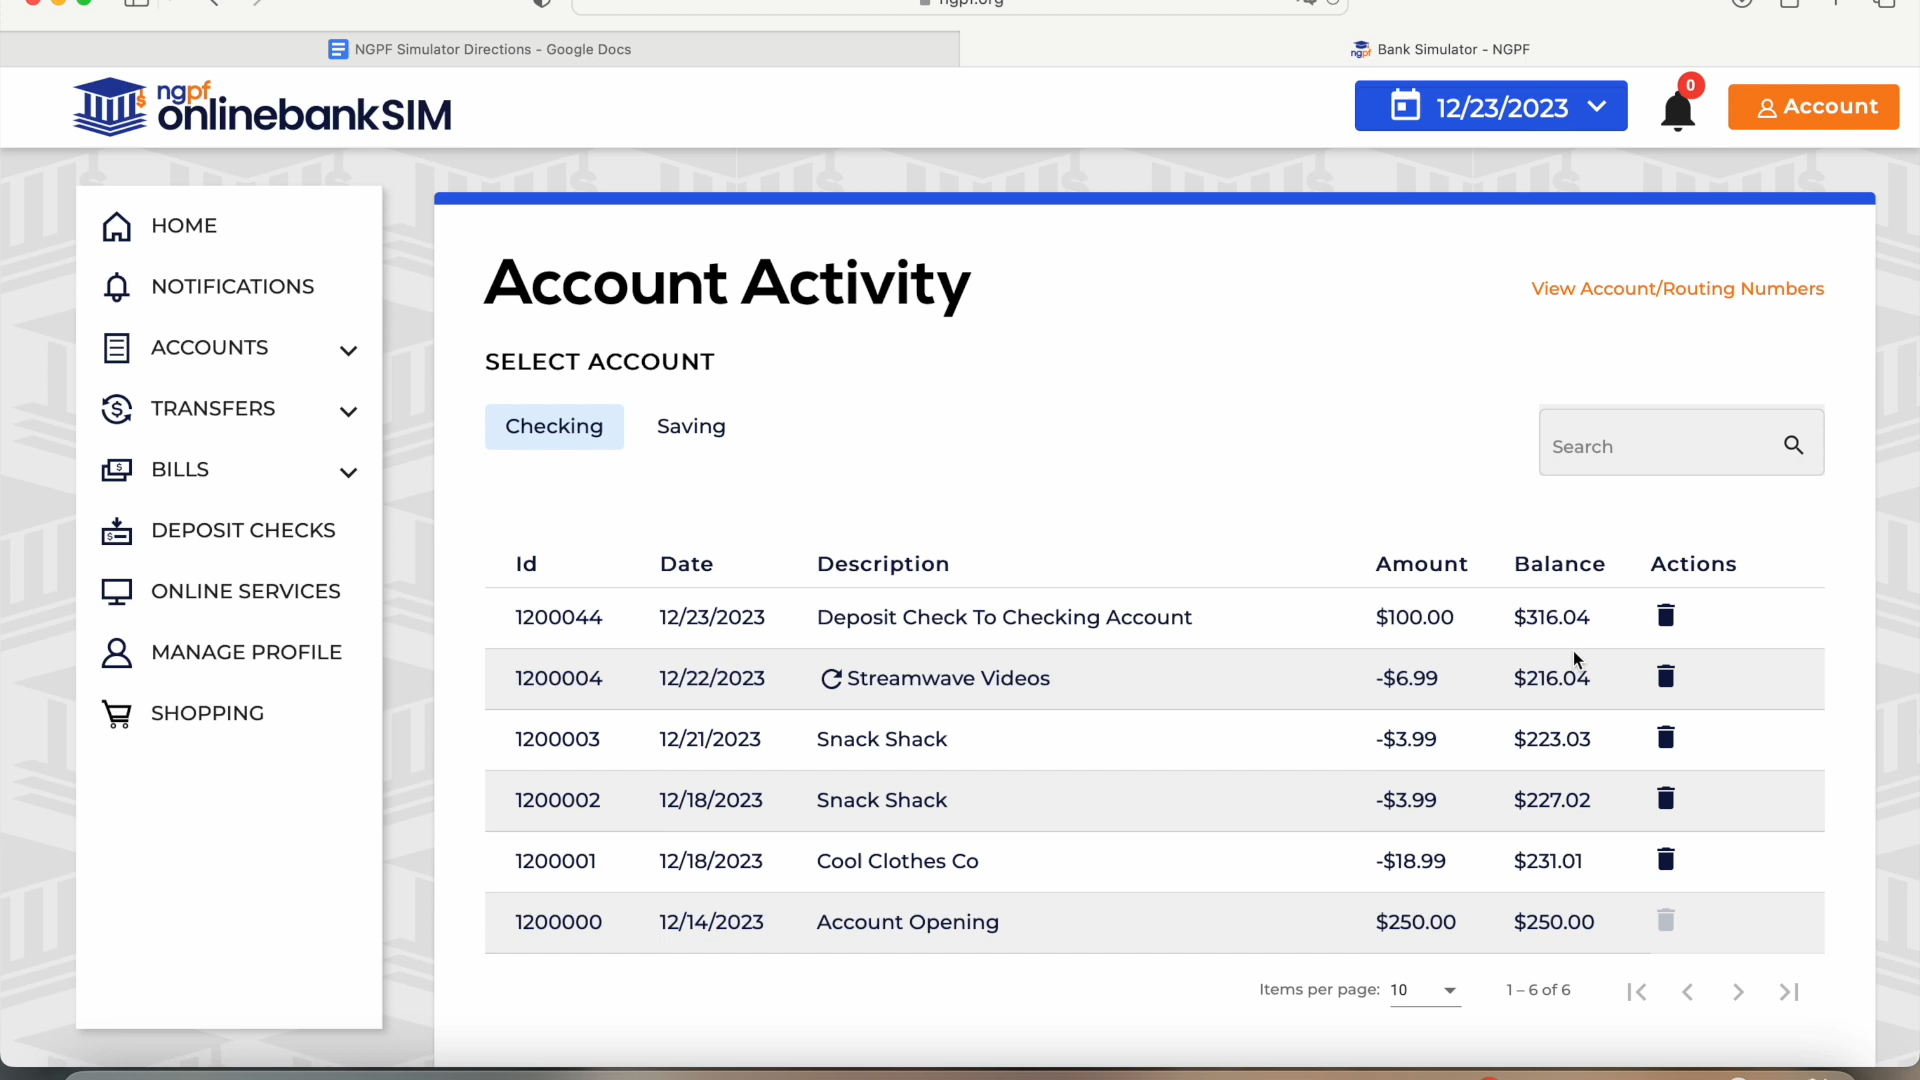 ngpf.org
NGPF Simulator Directions - Google Docs
Bank Simulator - NGPF
ngpf
onlinebankSIM
12/23/2023
0
Account
HOME
NOTIFICATIONS
ACCOUNTS
TRANSFERS
BILLS
DEPOSIT CHECKS
ONLINE SERVICES
MANAGE PROFILE
SHOPPING
Account Activity
View Account/Routing Numbers
SELECT ACCOUNT
Checking Saving
Search
Id Date Description Amount Balance Actions
1200044 12/23/2023 Deposit Check To Checking Account $100.00 $316.04
1200004 12/22/2023 Streamwave Videos -$6.99 $216.04
1200003 12/21/2023 Snack Shack -$3.99 $223.03
1200002 12/18/2023 Snack Shack -$3.99 $227.02
1200001 12/18/2023 Cool Clothes Co -$18.99 $231.01
1200000 12/14/2023 Account Opening $250.00 $250.00
Items per page: 10 1 – 6 of 6